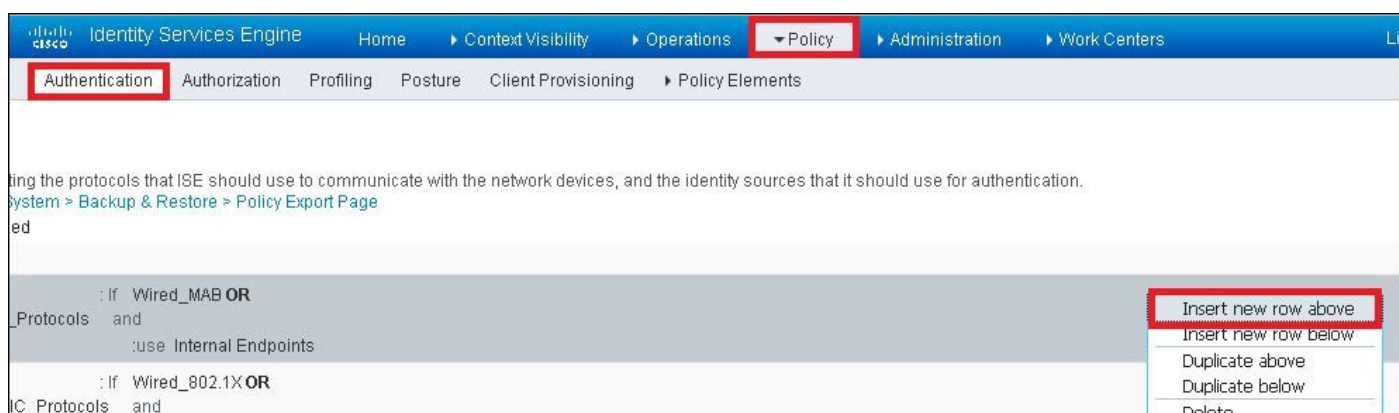 cisco Identity Services Engine Home Context Visibility Operations Policy Administration Work Centers Li
Authentication Authorization Profiling Posture Client Provisioning Policy Elements
ting the protocols that ISE should use to communicate with the network devices, and the identity sources that it should use for authentication.
System > Backup & Restore > Policy Export Page
ed
: If Wired_MAB OR
_Protocols and
:use Internal Endpoints
: If Wired_802.1X OR
IC_Protocols and
Insert new row above
Insert new row below
Duplicate above
Duplicate below
Delete